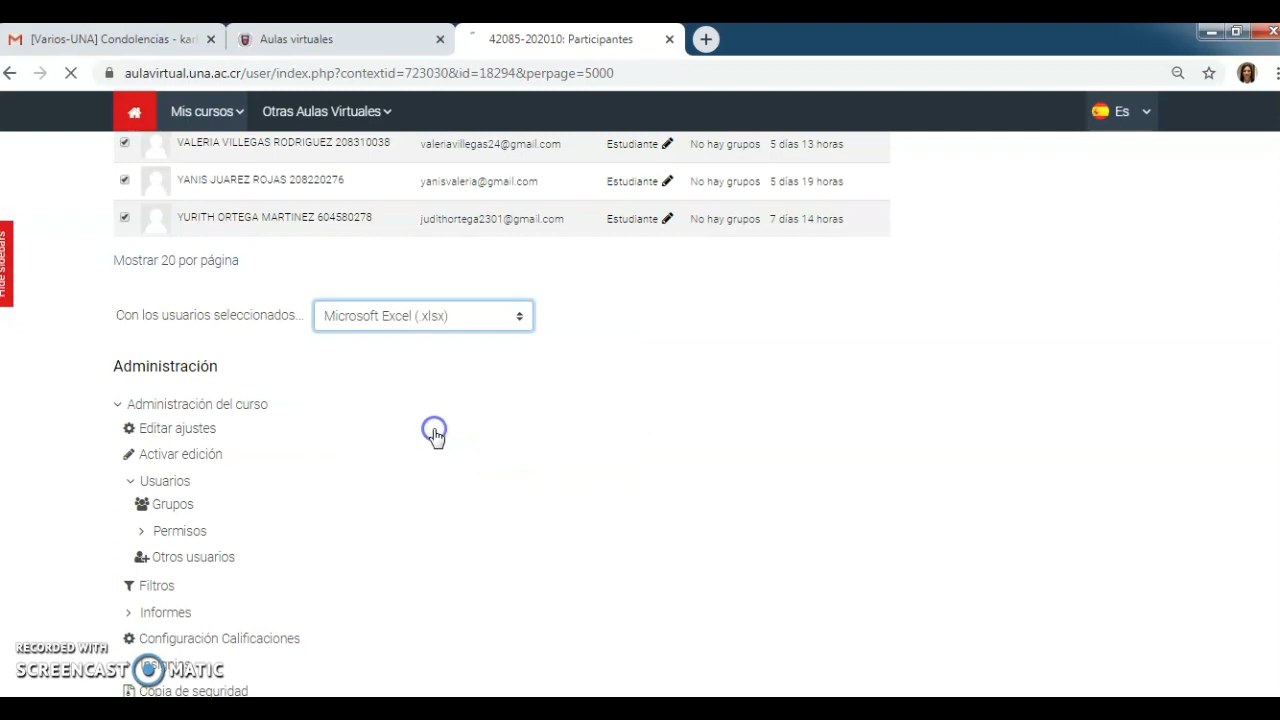 [Varios-UNA] Condolencias - kar
Aulas virtuales
42085-202010: Participantes
aulavirtual.una.ac.cr/user/index.php?contextid=723030&id=18294&perpage=5000
Mis cursos
Otras Aulas Virtuales
Es
VALERIA VILLEGAS RODRIGUEZ 208310038 valeriavillegas24@gmail.com Estudiante No hay grupos 5 días 13 horas
YANIS JUAREZ ROJAS 208220276 yanisvaleria@gmail.com Estudiante No hay grupos 5 días 19 horas
YURITH ORTEGA MARTINEZ 604580278 judithortega2301@gmail.com Estudiante No hay grupos 7 días 14 horas
Hide sidebars
Mostrar 20 por página
Con los usuarios seleccionados... Microsoft Excel (.xlsx)
Administración
Administración del curso
Editar ajustes
Activar edición
Usuarios
Grupos
Permisos
Otros usuarios
Filtros
Informes
Configuración Calificaciones
RECORDED WITH
SCREENCAST MATIC
Insignias
Copia de seguridad